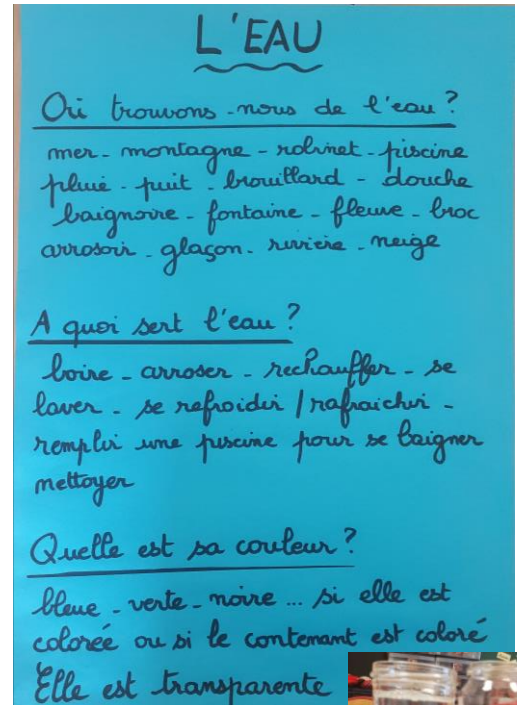 L'EAU
Où trouvons-nous de l'eau ?
mer - montagne - robinet - piscine
pluie - puit - brouillard - douche
baignoire - fontaine - fleuve - broc
arrosoir - glaçon - rivière - neige
A quoi sert l'eau ?
boire - arroser - rechauffer - se
laver - se refroidir / rafraichir -
remplir une piscine pour se baigner
nettoyer
Quelle est sa couleur ?
bleue - verte - noire ... si elle est
colorée ou si le contenant est coloré
Elle est transparente